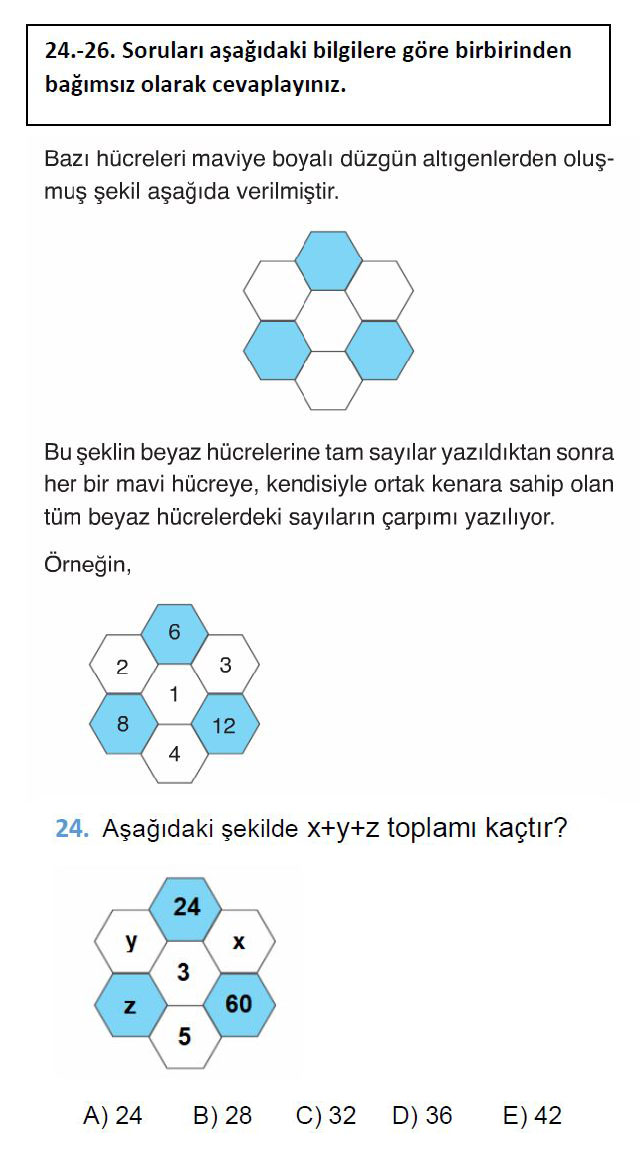 24.-26. Soruları aşağıdaki bilgilere göre birbirinden
bağımsız olarak cevaplayınız.
Bazı hücreleri maviye boyalı düzgün altıgenlerden oluş-
muş şekil aşağıda verilmiştir.
Bu şeklin beyaz hücrelerine tam sayılar yazıldıktan sonra
her bir mavi hücreye, kendisiyle ortak kenara sahip olan
tüm beyaz hücrelerdeki sayıların çarpımı yazılıyor.
Örneğin,
6
2 3
1
8 12
4
24. Aşağıdaki şekilde x+y+z toplamı kaçtır?
24
y x
3
z 60
5
A) 24 B) 28 C) 32 D) 36 E) 42